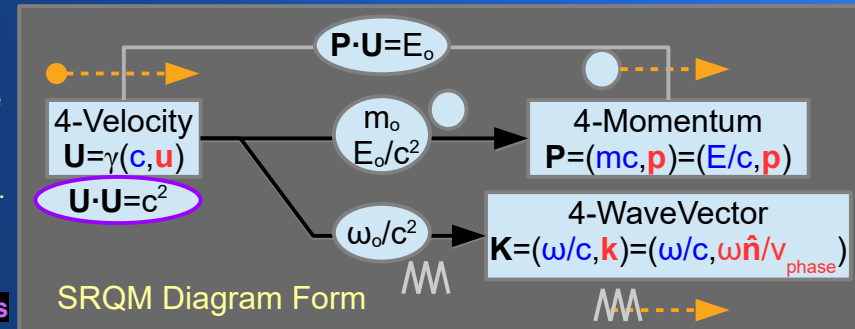 P·U=Eₒ
4-Velocity
U=γ(c,u)
U·U=c²
mₒ
Eₒ/c²
4-Momentum
P=(mc,p)=(E/c,p)
ωₒ/c²
4-WaveVector
K=(ω/c,k)=(ω/c,ωn̂/v_phase)
SRQM Diagram Form
s